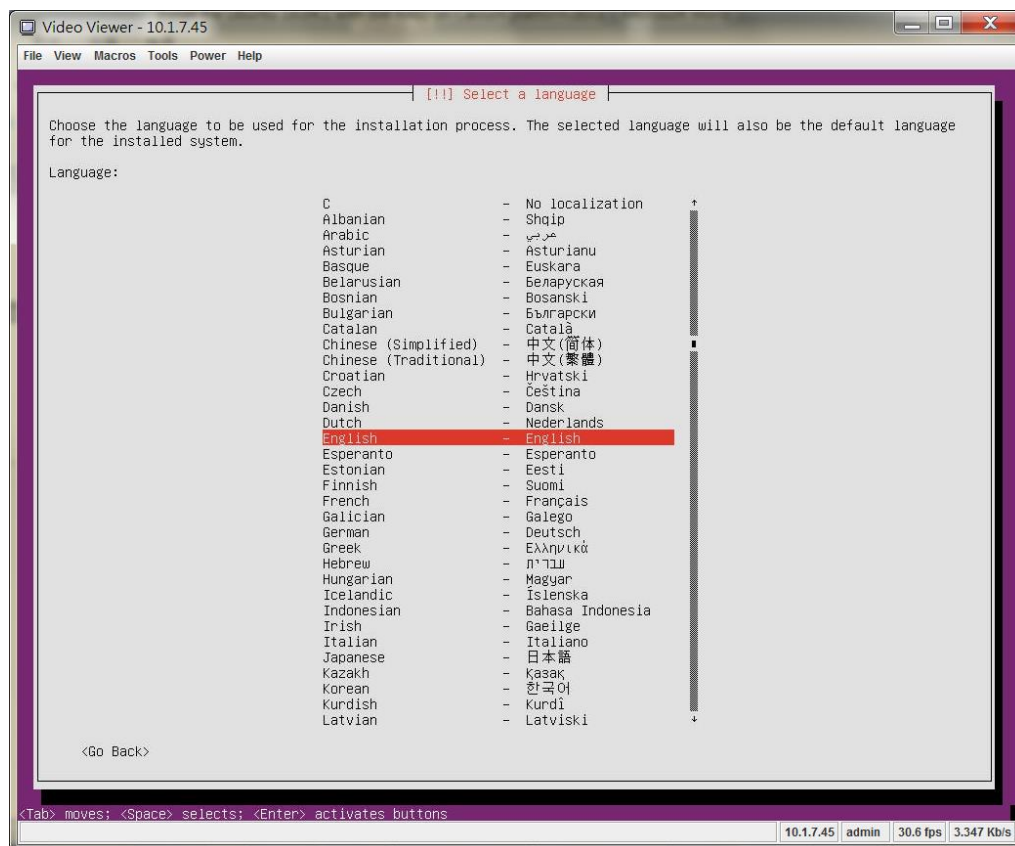 Video Viewer - 10.1.7.45
File View Macros Tools Power Help
[!!] Select a language
Choose the language to be used for the installation process. The selected language will also be the default language
for the installed system.
Language:
C - No localization
Albanian - Shqip
Arabic - عربي
Asturian - Asturianu
Basque - Euskara
Belarusian - Беларуская
Bosnian - Bosanski
Bulgarian - Български
Catalan - Català
Chinese (Simplified) - 中文(简体)
Chinese (Traditional) - 中文(繁體)
Croatian - Hrvatski
Czech - Čeština
Danish - Dansk
Dutch - Nederlands
English - English
Esperanto - Esperanto
Estonian - Eesti
Finnish - Suomi
French - Français
Galician - Galego
German - Deutsch
Greek - Ελληνικά
Hebrew - עברית
Hungarian - Magyar
Icelandic - Íslenska
Indonesian - Bahasa Indonesia
Irish - Gaeilge
Italian - Italiano
Japanese - 日本語
Kazakh - Қазақ
Korean - 한국어
Kurdish - Kurdî
Latvian - Latviski
<Go Back>
<Tab> moves; <Space> selects; <Enter> activates buttons
10.1.7.45 admin 30.6 fps 3.347 Kb/s